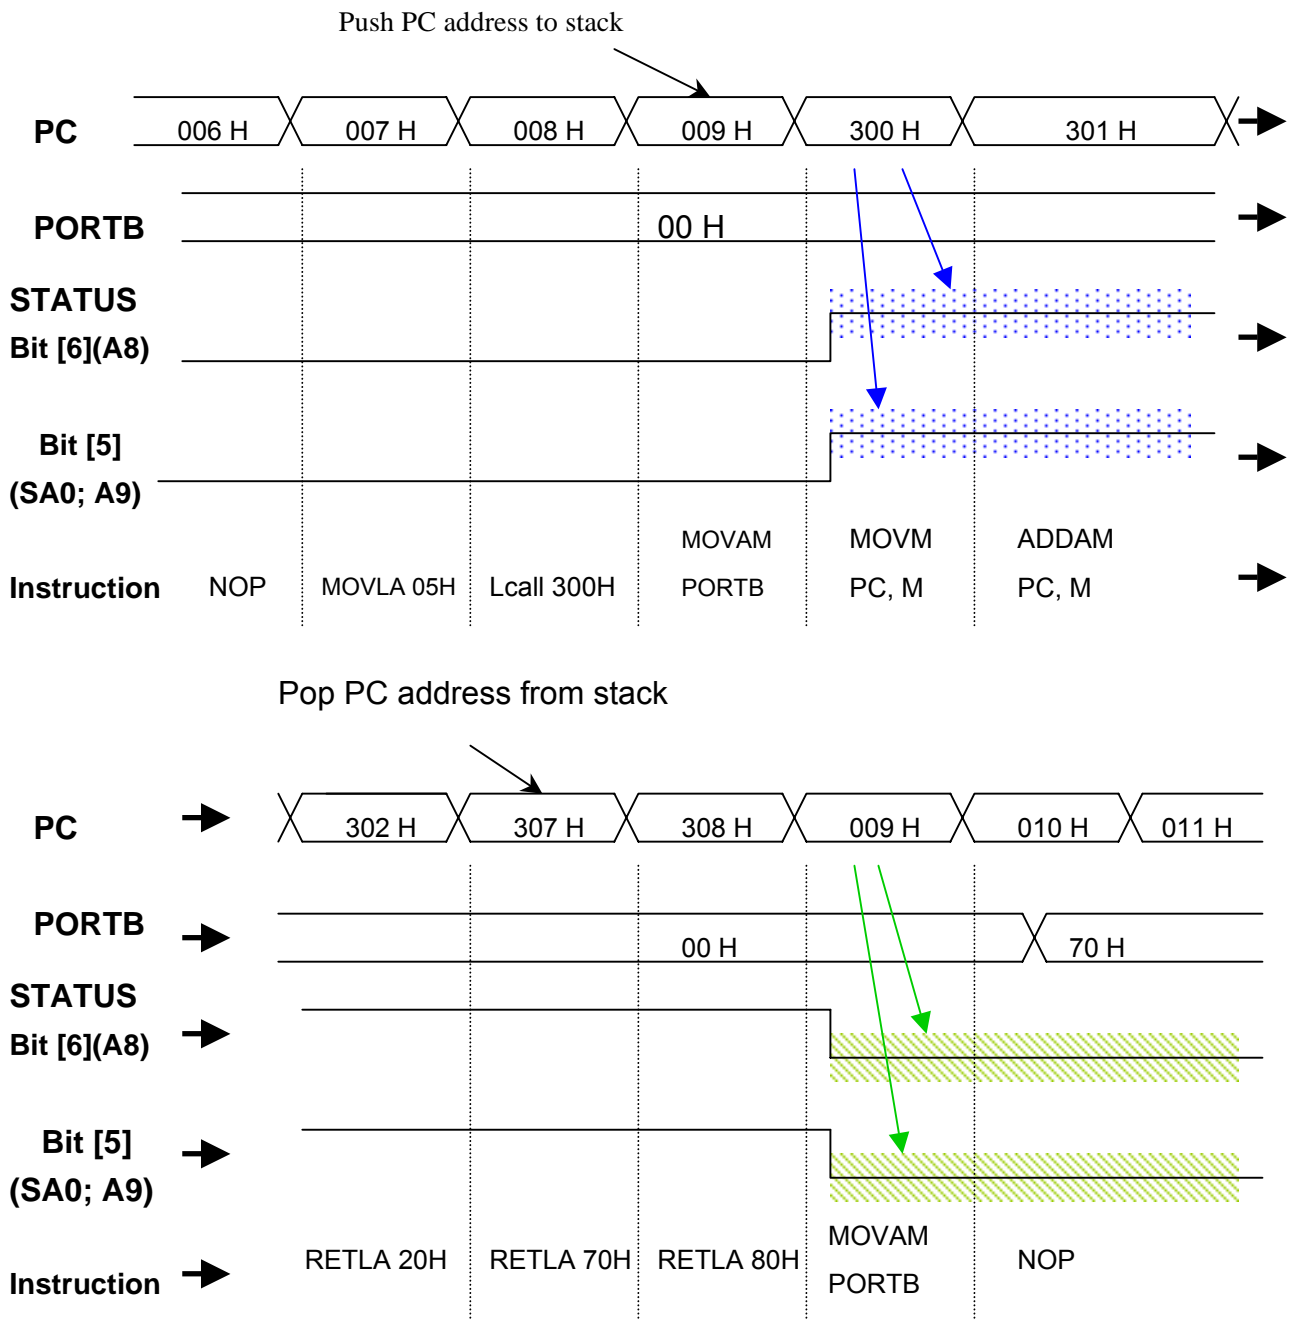 Push PC address to stack
PC 006 H 007 H 008 H 009 H 300 H 301 H
PORTB 00 H
STATUS
Bit [6](A8)
Bit [5]
(SA0; A9)
MOVAM MOVM ADDAM
Instruction NOP MOVLA 05H Lcall 300H PORTB PC, M PC, M
Pop PC address from stack
PC 302 H 307 H 308 H 009 H 010 H 011 H
PORTB 00 H 70 H
STATUS
Bit [6](A8)
Bit [5]
(SA0; A9)
MOVAM
RETLA 20H RETLA 70H RETLA 80H NOP
Instruction PORTB